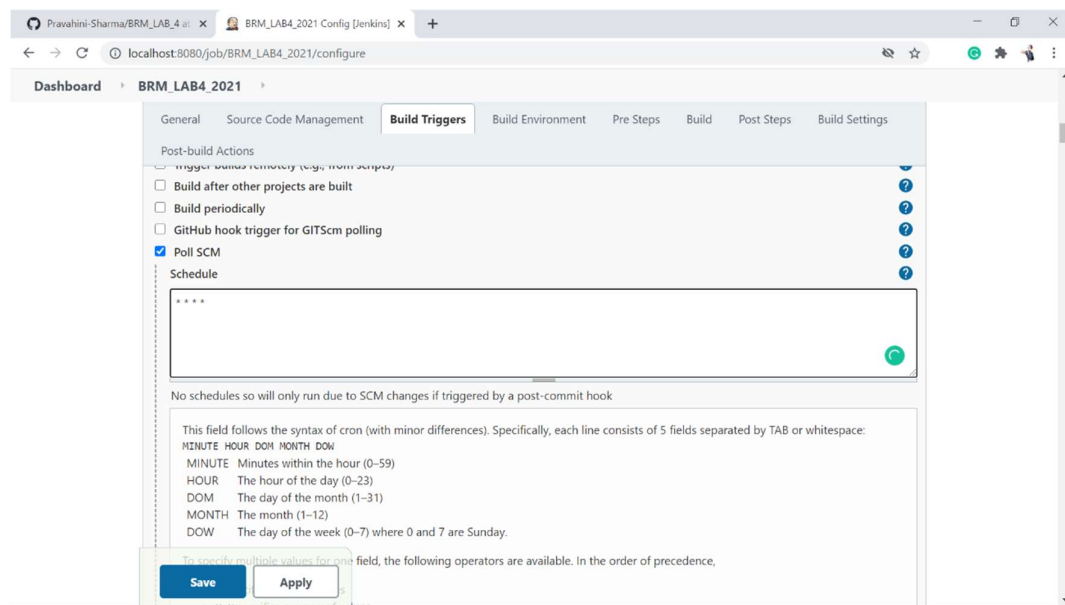 Pravahini-Sharma/BRM_LAB_4 at
BRM_LAB4_2021 Config [Jenkins]
localhost:8080/job/BRM_LAB4_2021/configure
Dashboard BRM_LAB4_2021
General Source Code Management Build Triggers Build Environment Pre Steps Build Post Steps Build Settings
Post-build Actions
Trigger builds remotely (e.g., from scripts)
Build after other projects are built
Build periodically
GitHub hook trigger for GITScm polling
Poll SCM
Schedule
* * * *
No schedules so will only run due to SCM changes if triggered by a post-commit hook
This field follows the syntax of cron (with minor differences). Specifically, each line consists of 5 fields separated by TAB or whitespace:
MINUTE HOUR DOM MONTH DOW
MINUTE Minutes within the hour (0–59)
HOUR The hour of the day (0–23)
DOM The day of the month (1–31)
MONTH The month (1–12)
DOW The day of the week (0–7) where 0 and 7 are Sunday.
To specify multiple values for one field, the following operators are available. In the order of precedence,
Save Apply